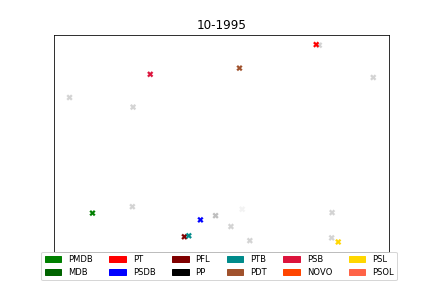 10-1995
PMDB PT PFL PTB PSB PSL
MDB PSDB PP PDT NOVO PSOL